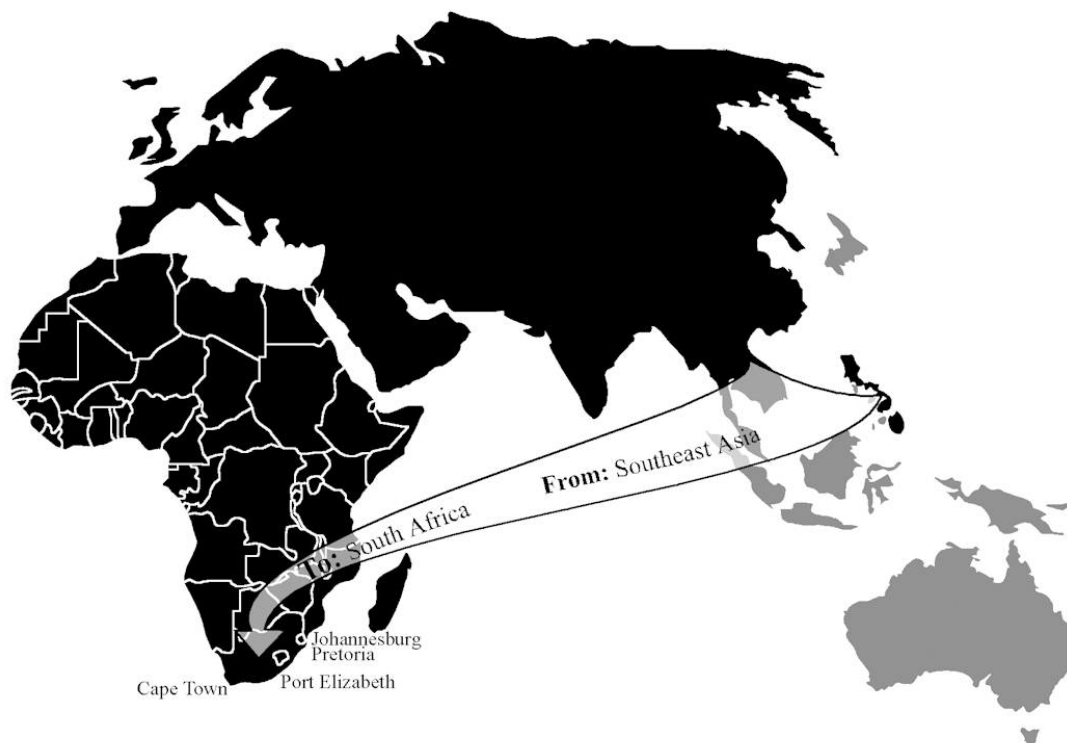 From: Southeast Asia
To: South Africa
Johannesburg
Pretoria
Cape Town
Port Elizabeth